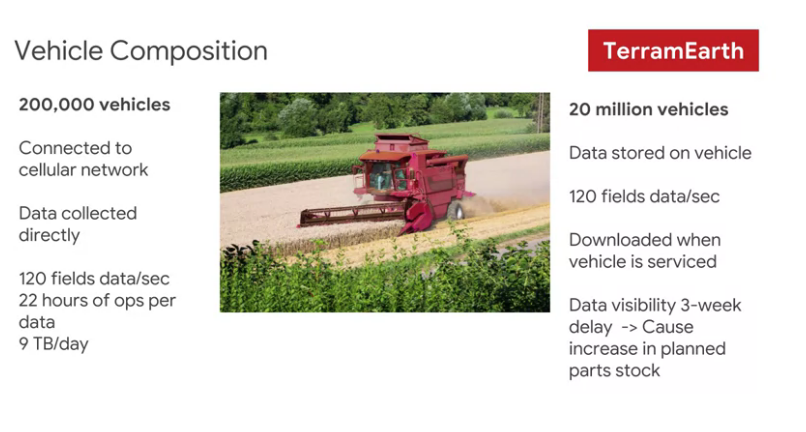 Vehicle Composition
TerramEarth
200,000 vehicles
Connected to
cellular network
Data collected
directly
120 fields data/sec
22 hours of ops per
data
9 TB/day
20 million vehicles
Data stored on vehicle
120 fields data/sec
Downloaded when
vehicle is serviced
Data visibility 3-week
delay -> Cause
increase in planned
parts stock